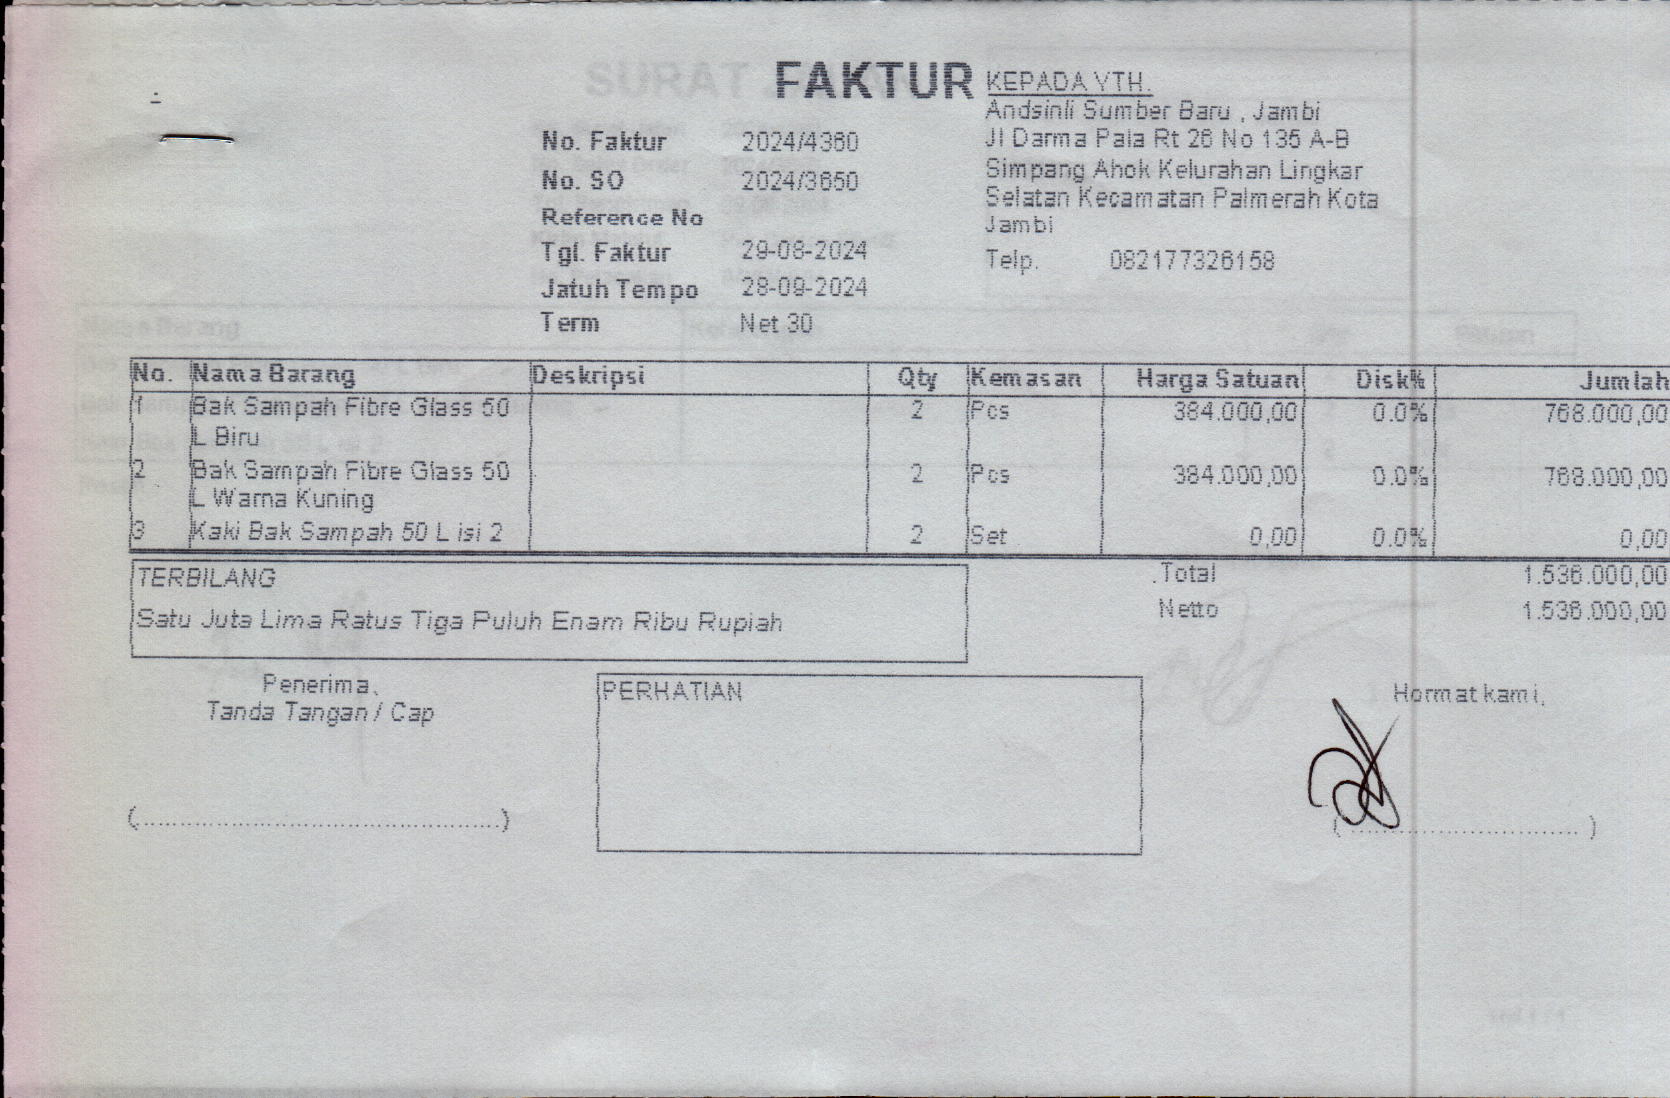 FAKTUR
No. Faktur 2024/4360
No. SO 2024/3650
Reference No
Tgl. Faktur 29-08-2024
Jatuh Tempo 28-09-2024
Term Net 30
KEPADA YTH.
Andsinli Sumber Baru , Jambi
Jl Darma Pala Rt 26 No 135 A-B
Simpang Ahok Kelurahan Lingkar
Selatan Kecamatan Palmerah Kota
Jambi
Telp. 082177326158
No. Nama Barang Deskripsi Qty Kemasan Harga Satuan Disk% Jumlah
1 Bak Sampah Fibre Glass 50 2 Pcs 384.000,00 0.0% 768.000,00
L Biru
2 Bak Sampah Fibre Glass 50 2 Pcs 384.000,00 0.0% 768.000,00
L Warna Kuning
3 Kaki Bak Sampah 50 L isi 2 2 Set 0,00 0.0% 0,00
TERBILANG
Satu Juta Lima Ratus Tiga Puluh Enam Ribu Rupiah
Total 1.536.000,00
Netto 1.536.000,00
Penerima,
Tanda Tangan / Cap
(........................................)
PERHATIAN
Hormat kami,
(............................)